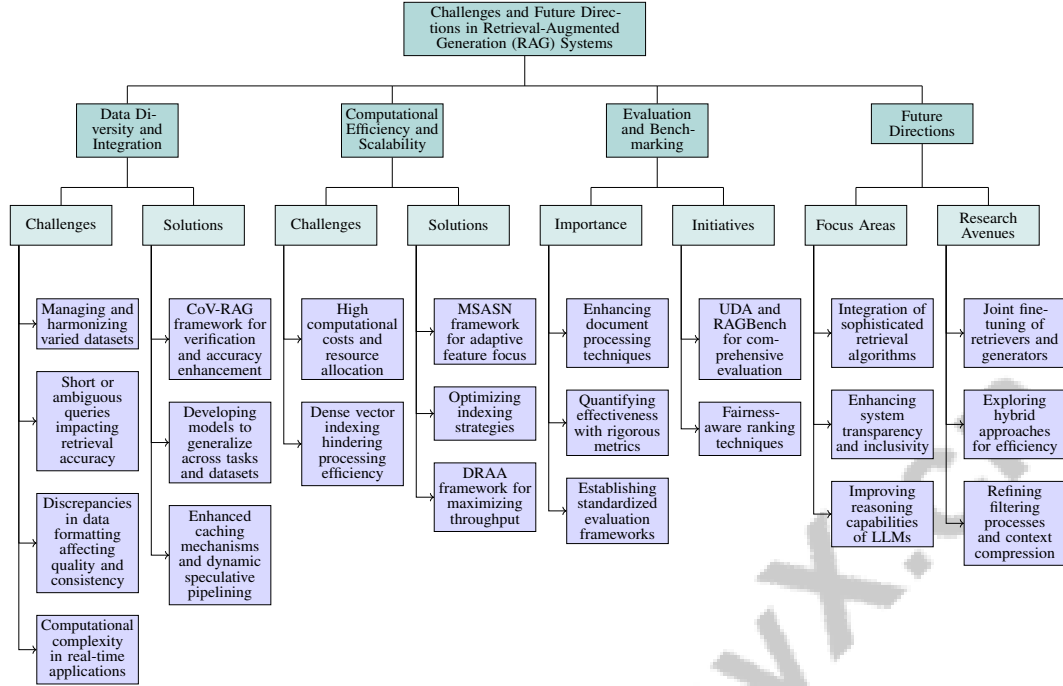 Challenges and Future Direc-
tions in Retrieval-Augmented
Generation (RAG) Systems
Data Di-
versity and
Integration
Computational
Efficiency and
Scalability
Evaluation
and Bench-
marking
Future
Directions
Challenges
Solutions
Challenges
Solutions
Importance
Initiatives
Focus Areas
Research
Avenues
Managing and
harmonizing
varied datasets
Short or
ambiguous
queries
impacting
retrieval
accuracy
Discrepancies
in data
formatting
affecting
quality and
consistency
Computational
complexity
in real-time
applications
CoV-RAG
framework for
verification
and accuracy
enhancement
Developing
models to
generalize
across tasks
and datasets
Enhanced
caching
mechanisms
and dynamic
speculative
pipelining
High
computational
costs and
resource
allocation
Dense vector
indexing
hindering
processing
efficiency
MSASN
framework
for adaptive
feature focus
Optimizing
indexing
strategies
DRAA
framework for
maximizing
throughput
Enhancing
document
processing
techniques
Quantifying
effectiveness
with rigorous
metrics
Establishing
standardized
evaluation
frameworks
UDA and
RAGBench
for com-
prehensive
evaluation
Fairness-
aware ranking
techniques
Integration of
sophisticated
retrieval
algorithms
Enhancing
system
transparency
and inclusivity
Improving
reasoning
capabilities
of LLMs
Joint fine-
tuning of
retrievers and
generators
Exploring
hybrid
approaches
for efficiency
Refining
filtering
processes
and context
compression